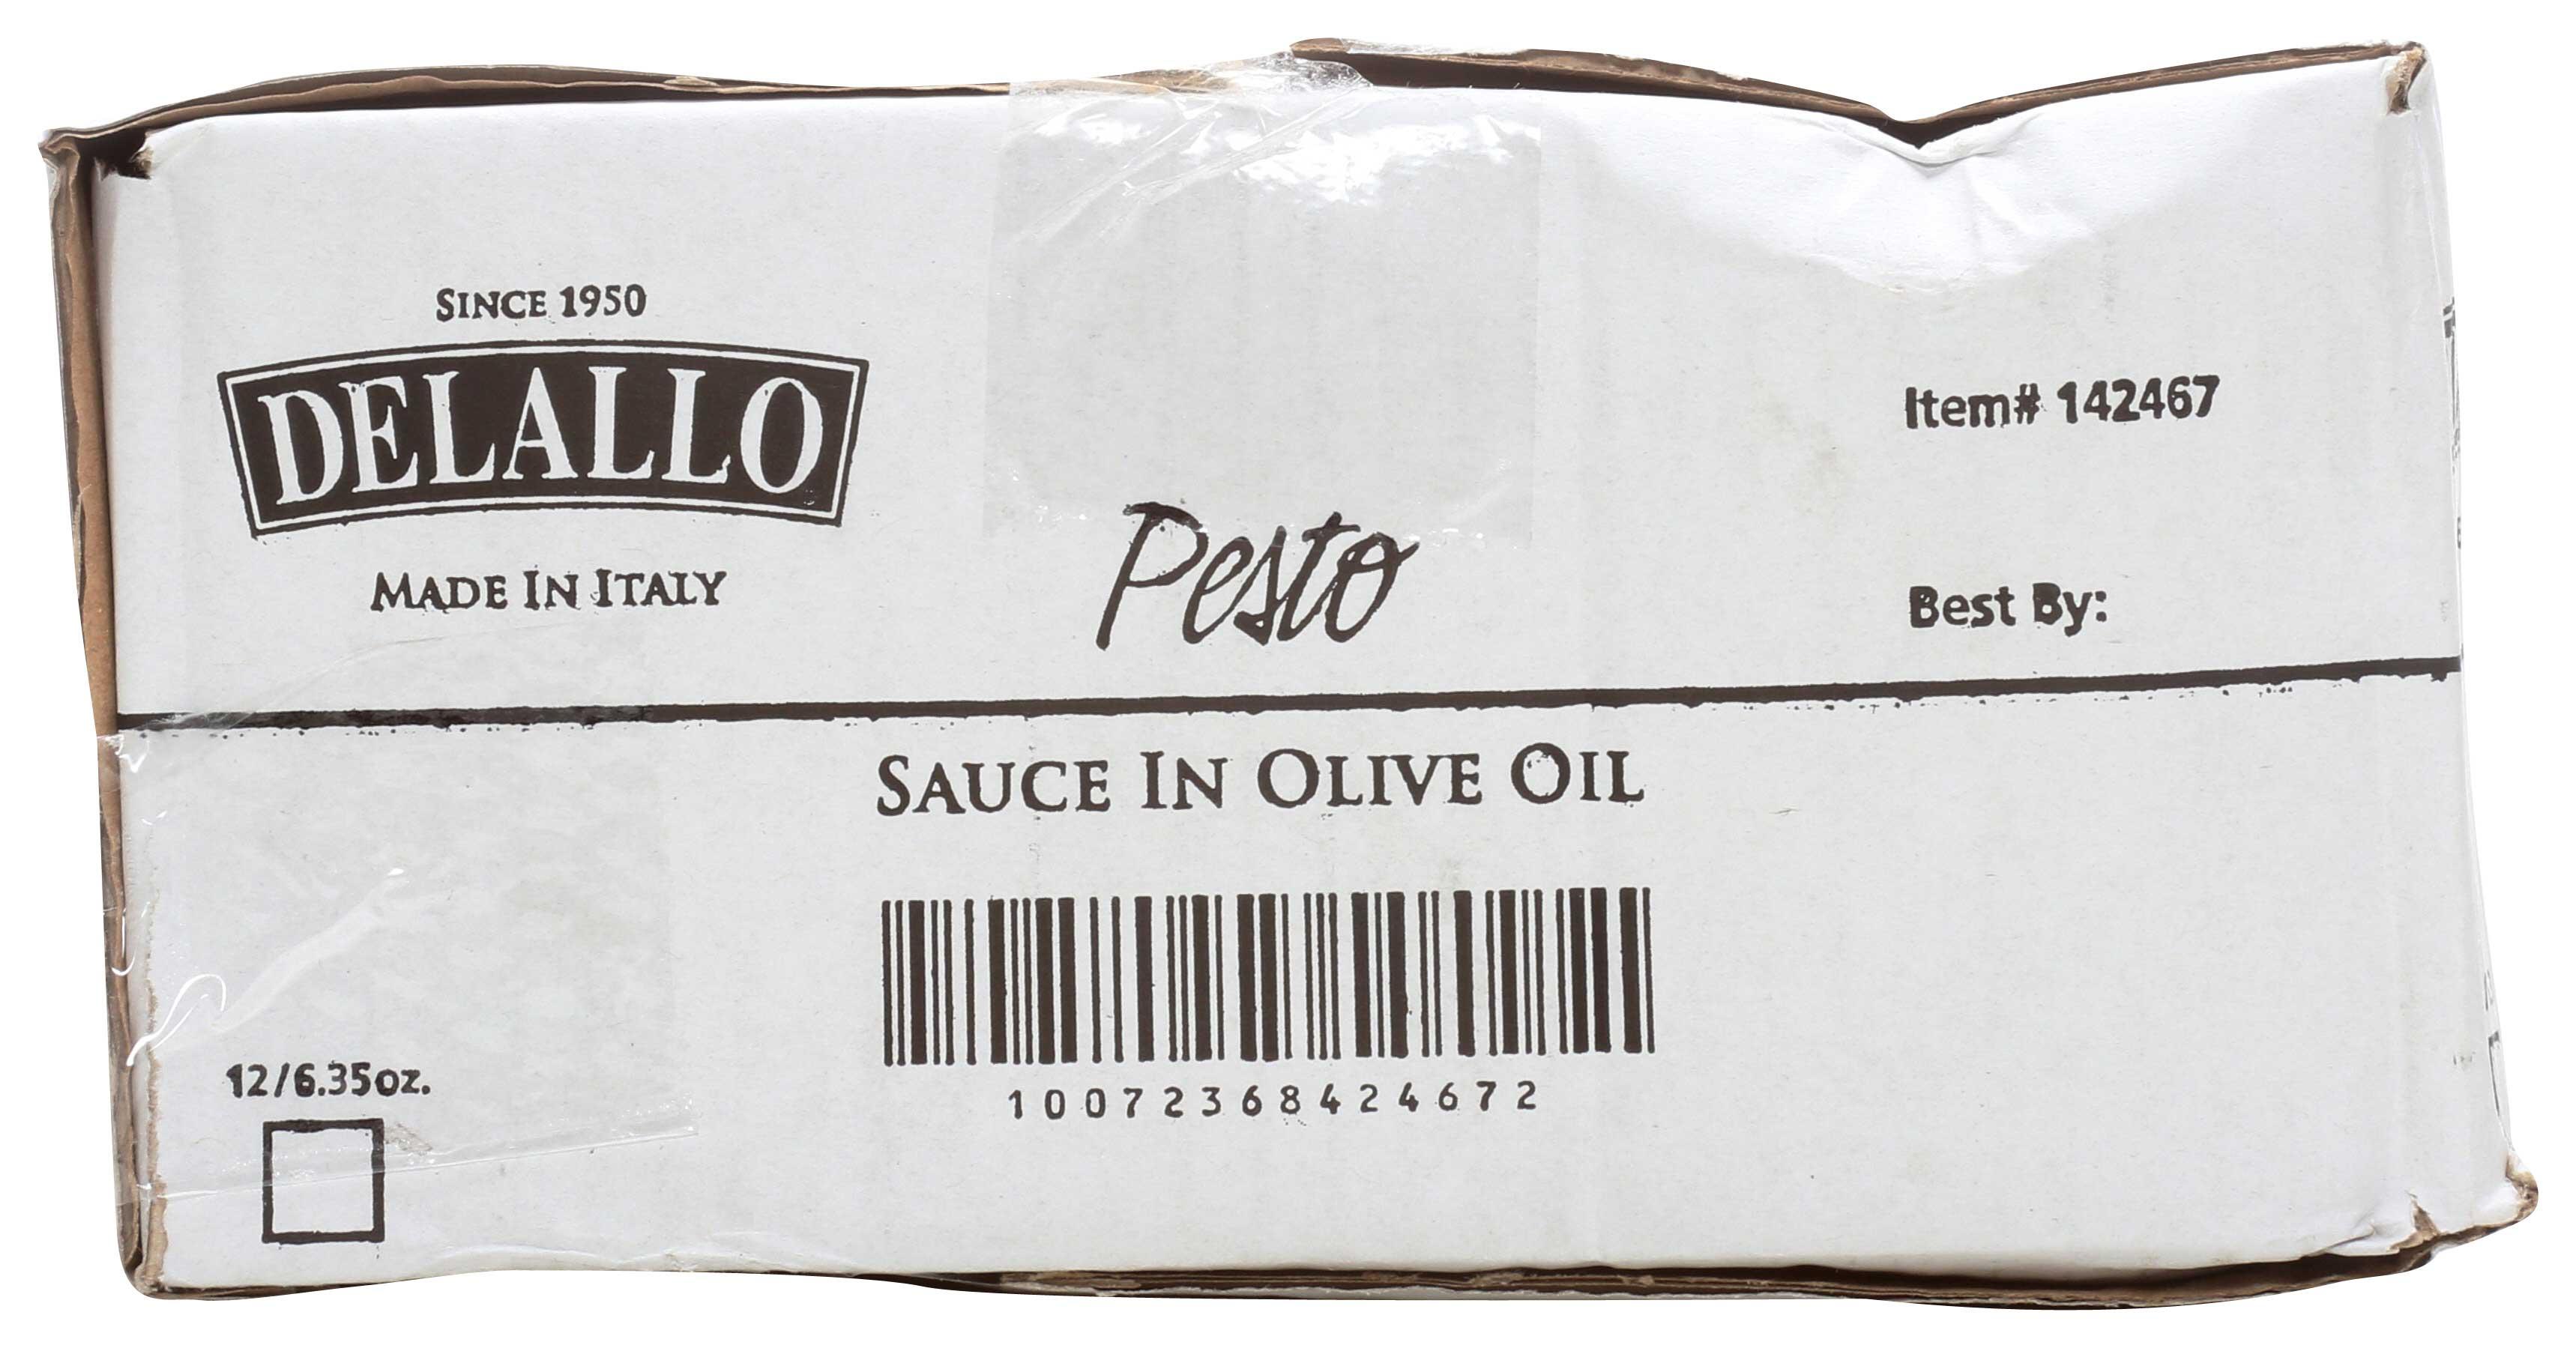 SINCE 1950
DELALLO
MADE IN ITALY
Item# 142467
Pesto
Best By:
SAUCE IN OLIVE OIL
12/6.35oz.
10072368424672